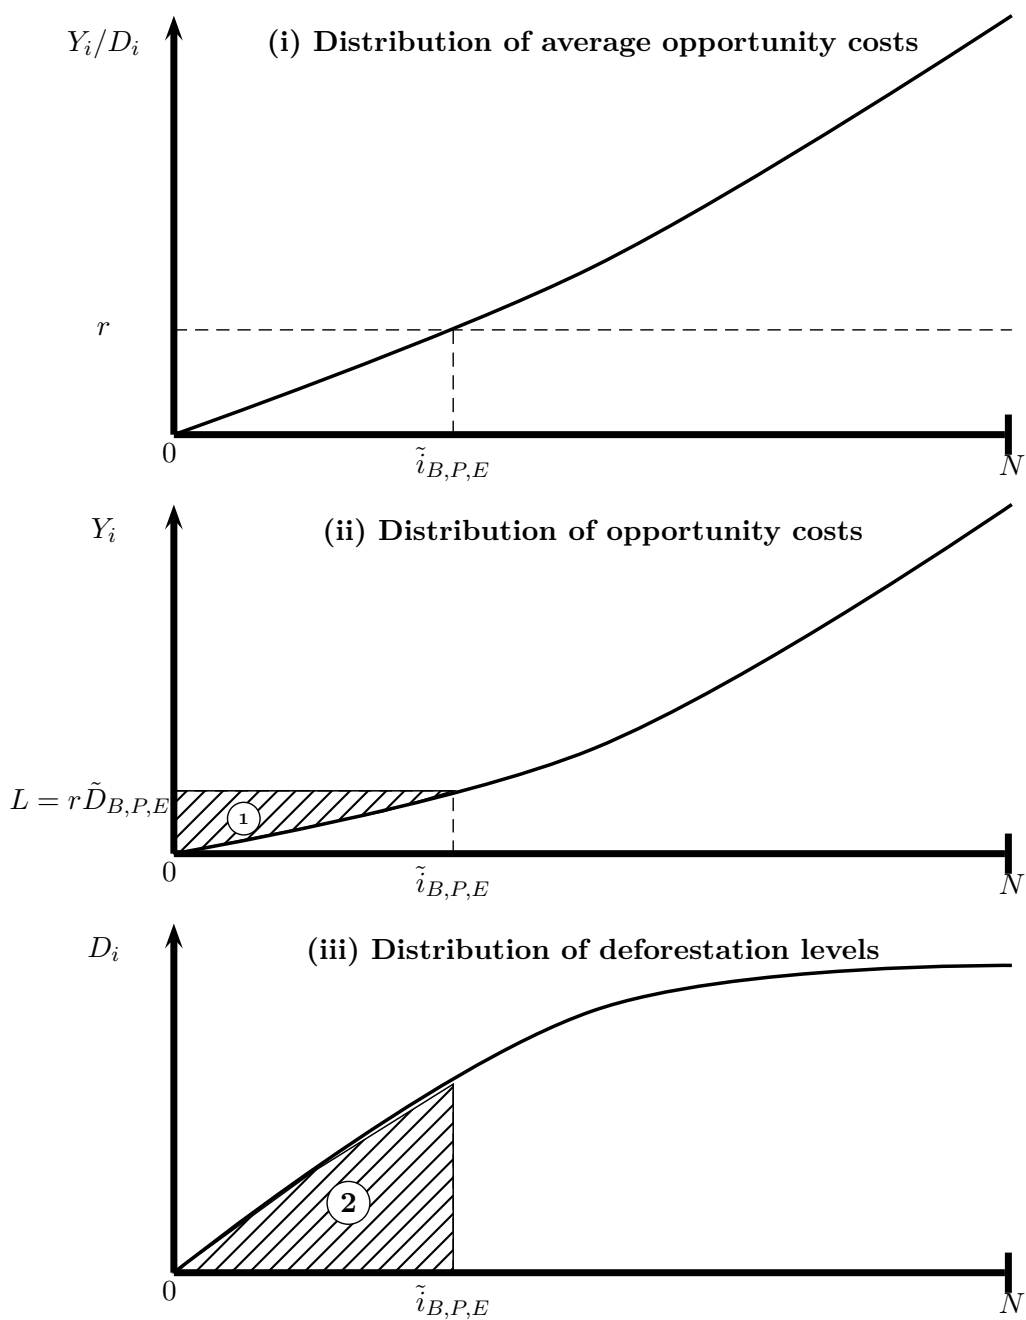 Y_i/D_i
(i) Distribution of average opportunity costs
r
0
ĩ_{B,P,E}
N
Y_i
(ii) Distribution of opportunity costs
L = rD̃_{B,P,E}
1
0
ĩ_{B,P,E}
N
D_i
(iii) Distribution of deforestation levels
2
0
ĩ_{B,P,E}
N